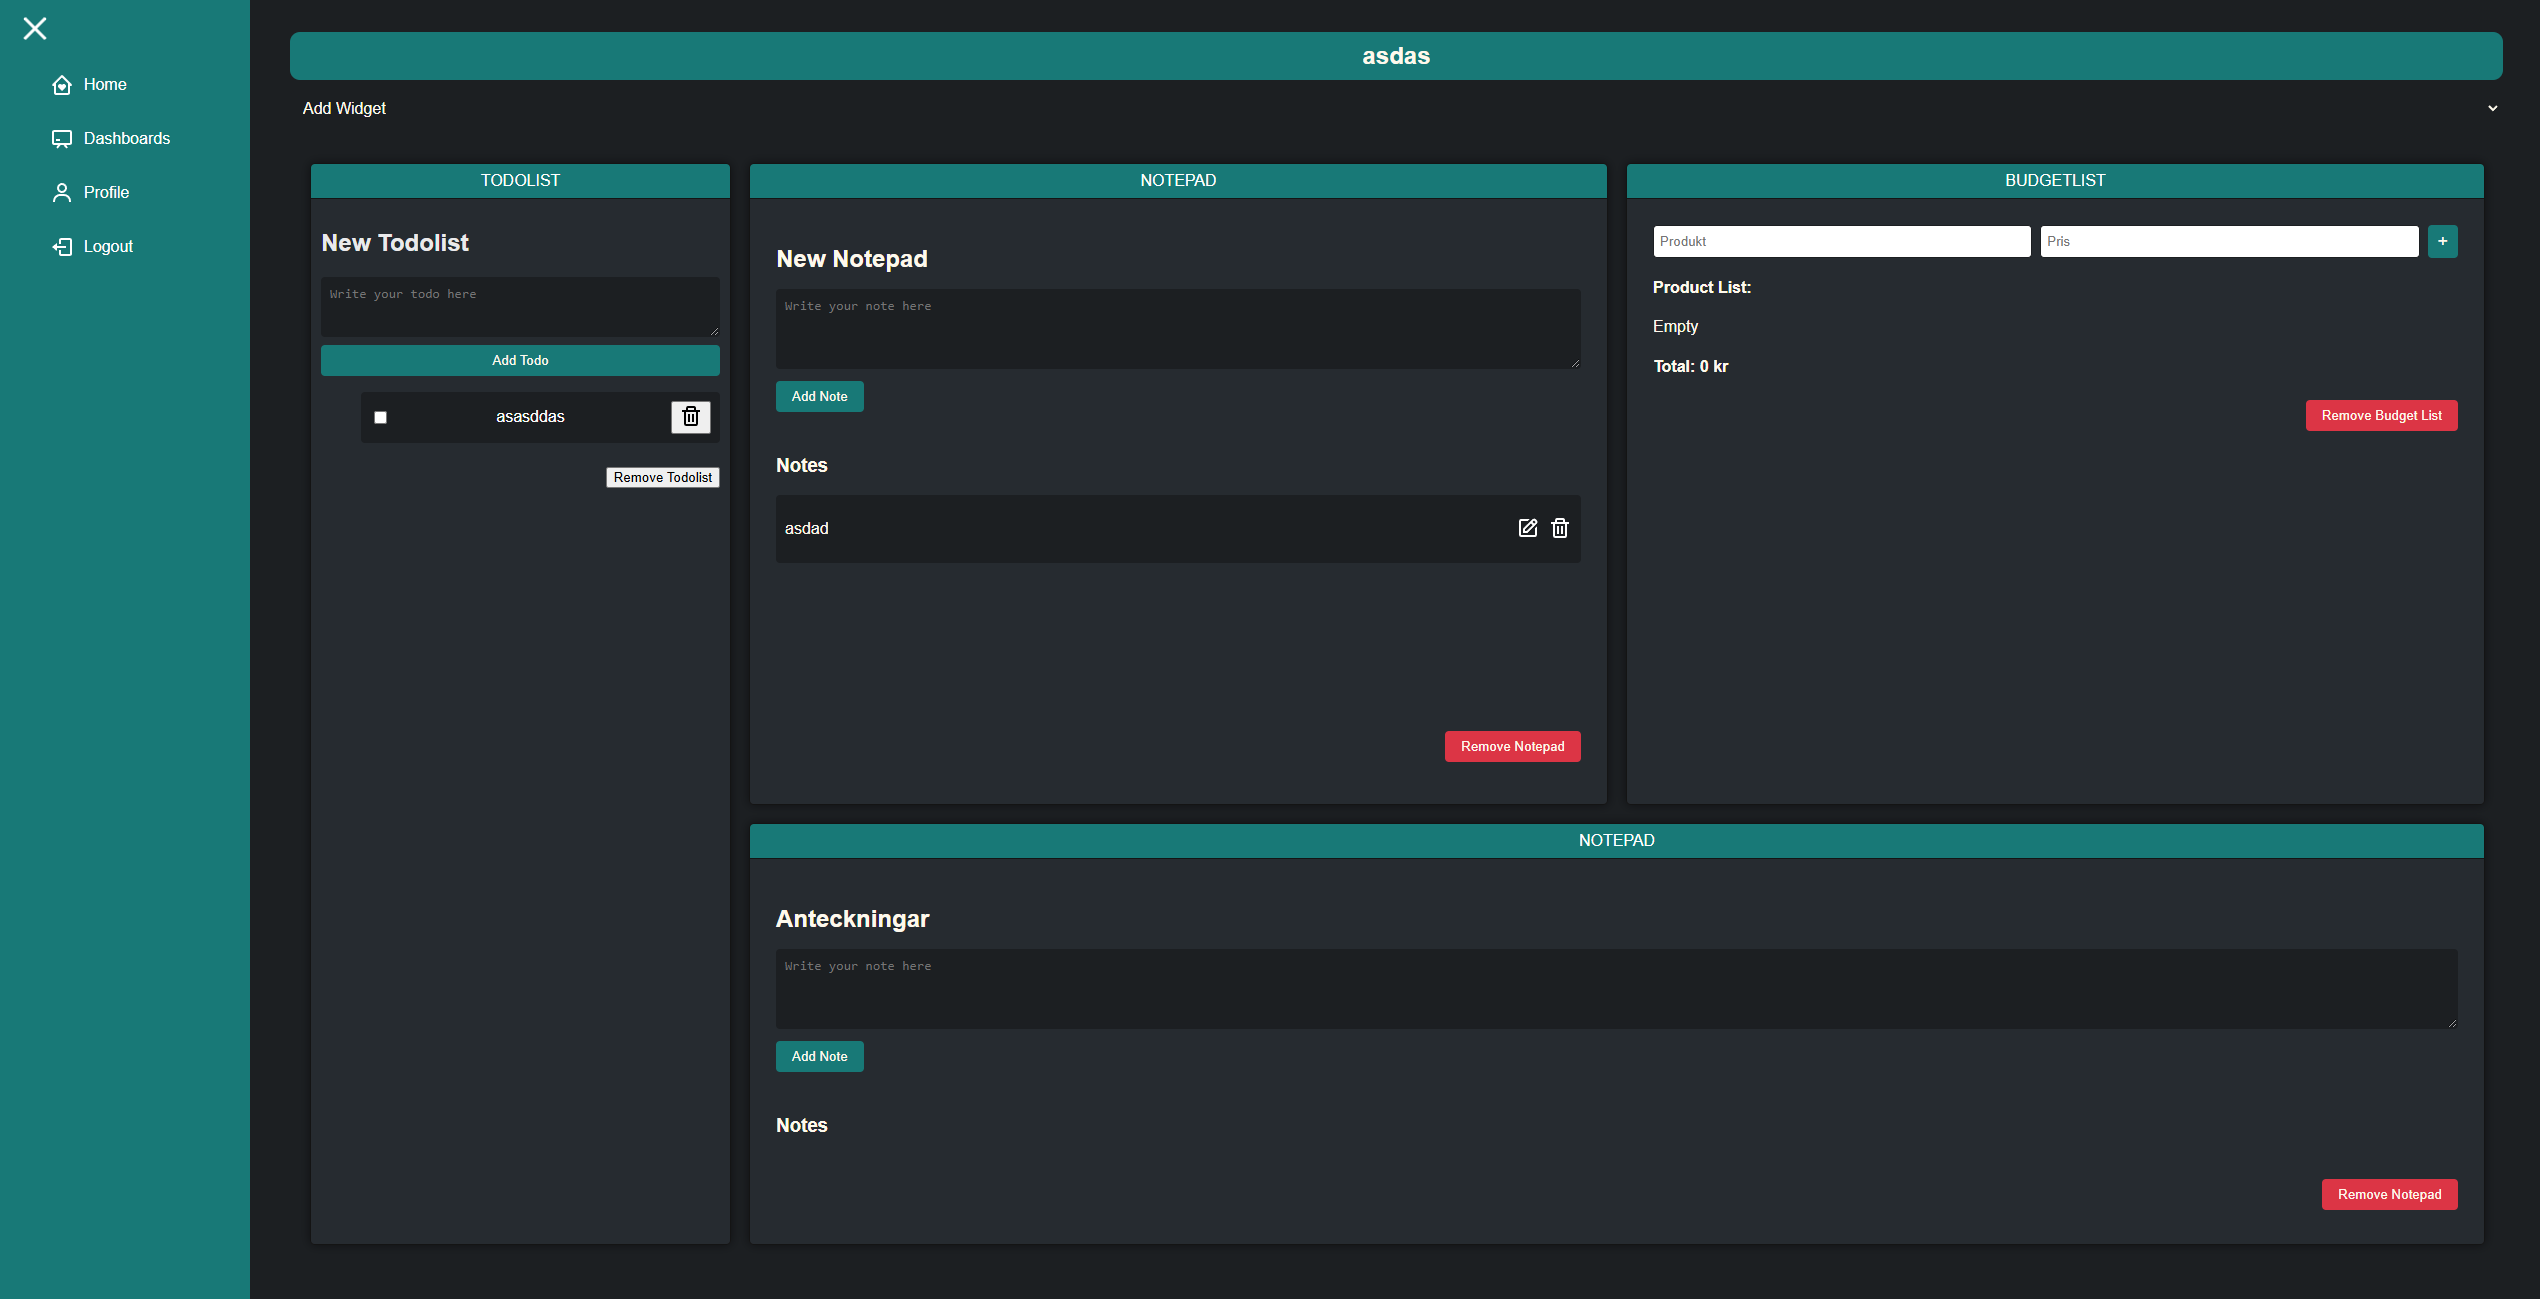 Home
Dashboards
Profile
Logout
asdas
Add Widget
TODOLIST
New Todolist
Write your todo here
Add Todo
asasddas
Remove Todolist
NOTEPAD
New Notepad
Write your note here
Add Note
Notes
asdad
Remove Notepad
BUDGETLIST
Produkt
Pris
+
Product List:
Empty
Total: 0 kr
Remove Budget List
NOTEPAD
Anteckningar
Write your note here
Add Note
Notes
Remove Notepad